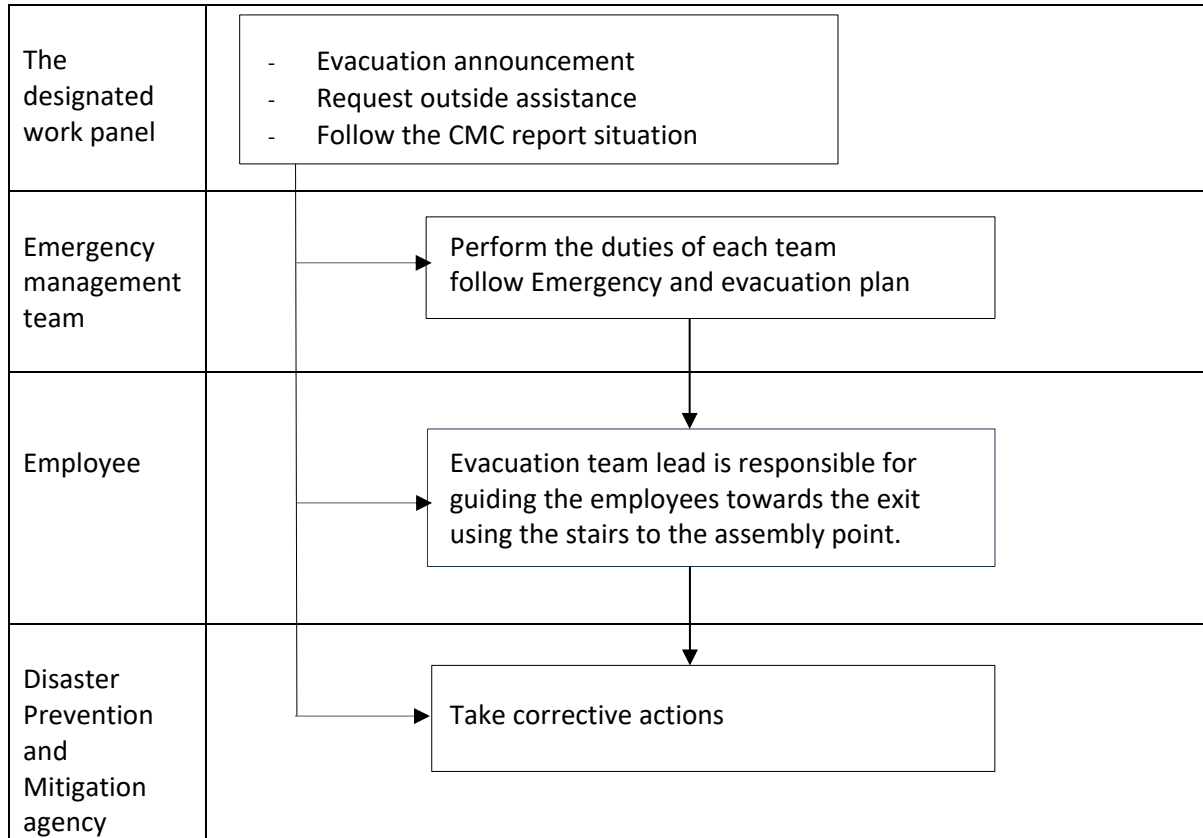 The
designated
work panel
- Evacuation announcement
- Request outside assistance
- Follow the CMC report situation
Emergency
management
team
Perform the duties of each team
follow Emergency and evacuation plan
Employee
Evacuation team lead is responsible for
guiding the employees towards the exit
using the stairs to the assembly point.
Disaster
Prevention
and
Mitigation
agency
Take corrective actions